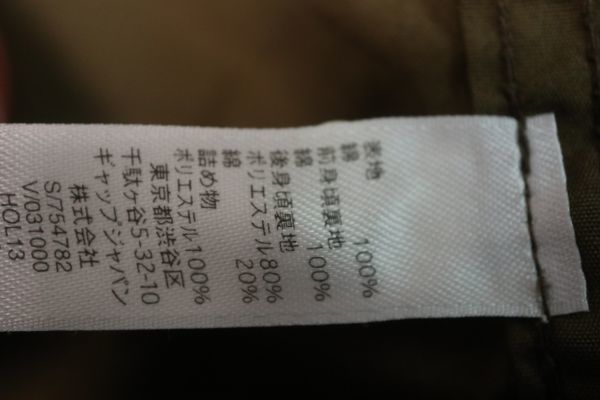 表地
綿 100%
前身頃裏地
綿 100%
後身頃裏地
ポリエステル80%
綿 20%
詰め物
ポリエステル100%
東京都渋谷区
千駄ヶ谷5-32-10
ギャップジャパン
株式会社
S/754782
V/031000
HOL13